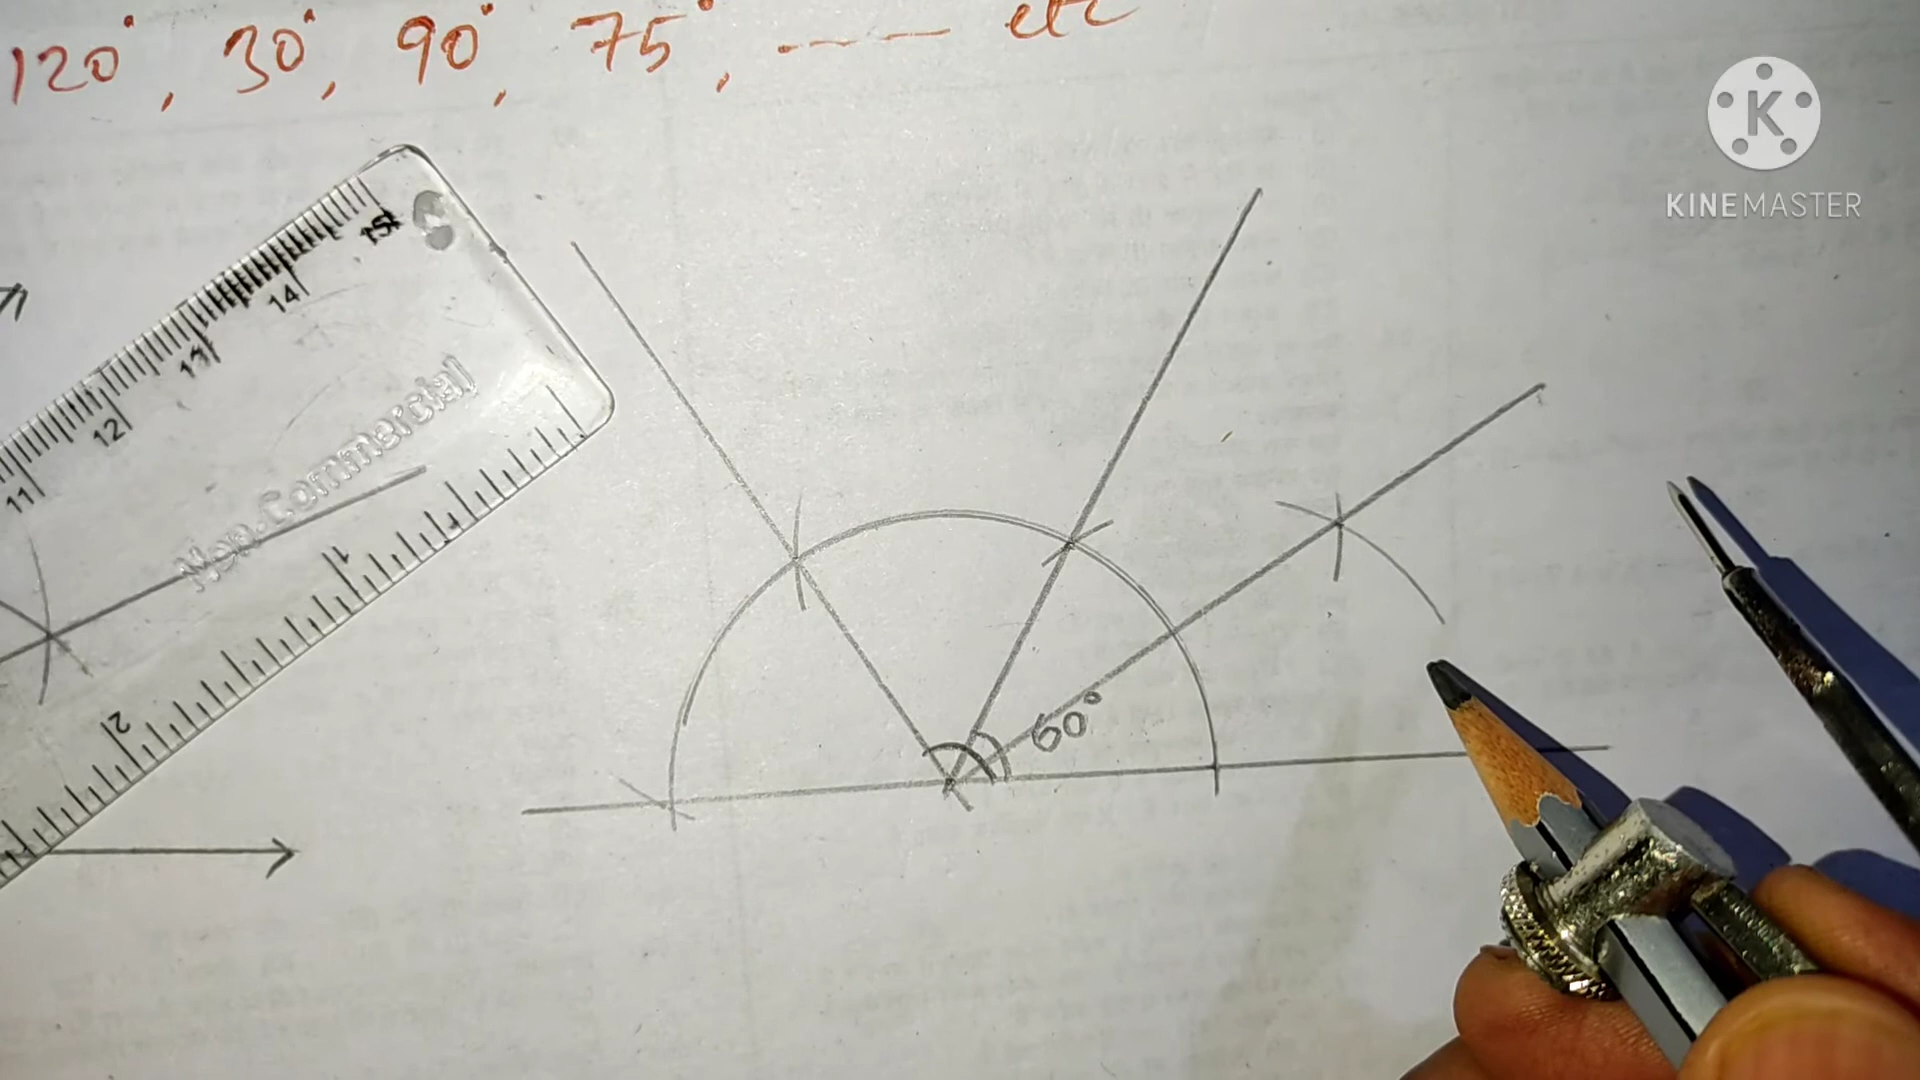 120°, 30°, 90°, 75°, ---- etc
K
KINEMASTER
15
14
13
12
11
Non-Commercial
1
2
60°